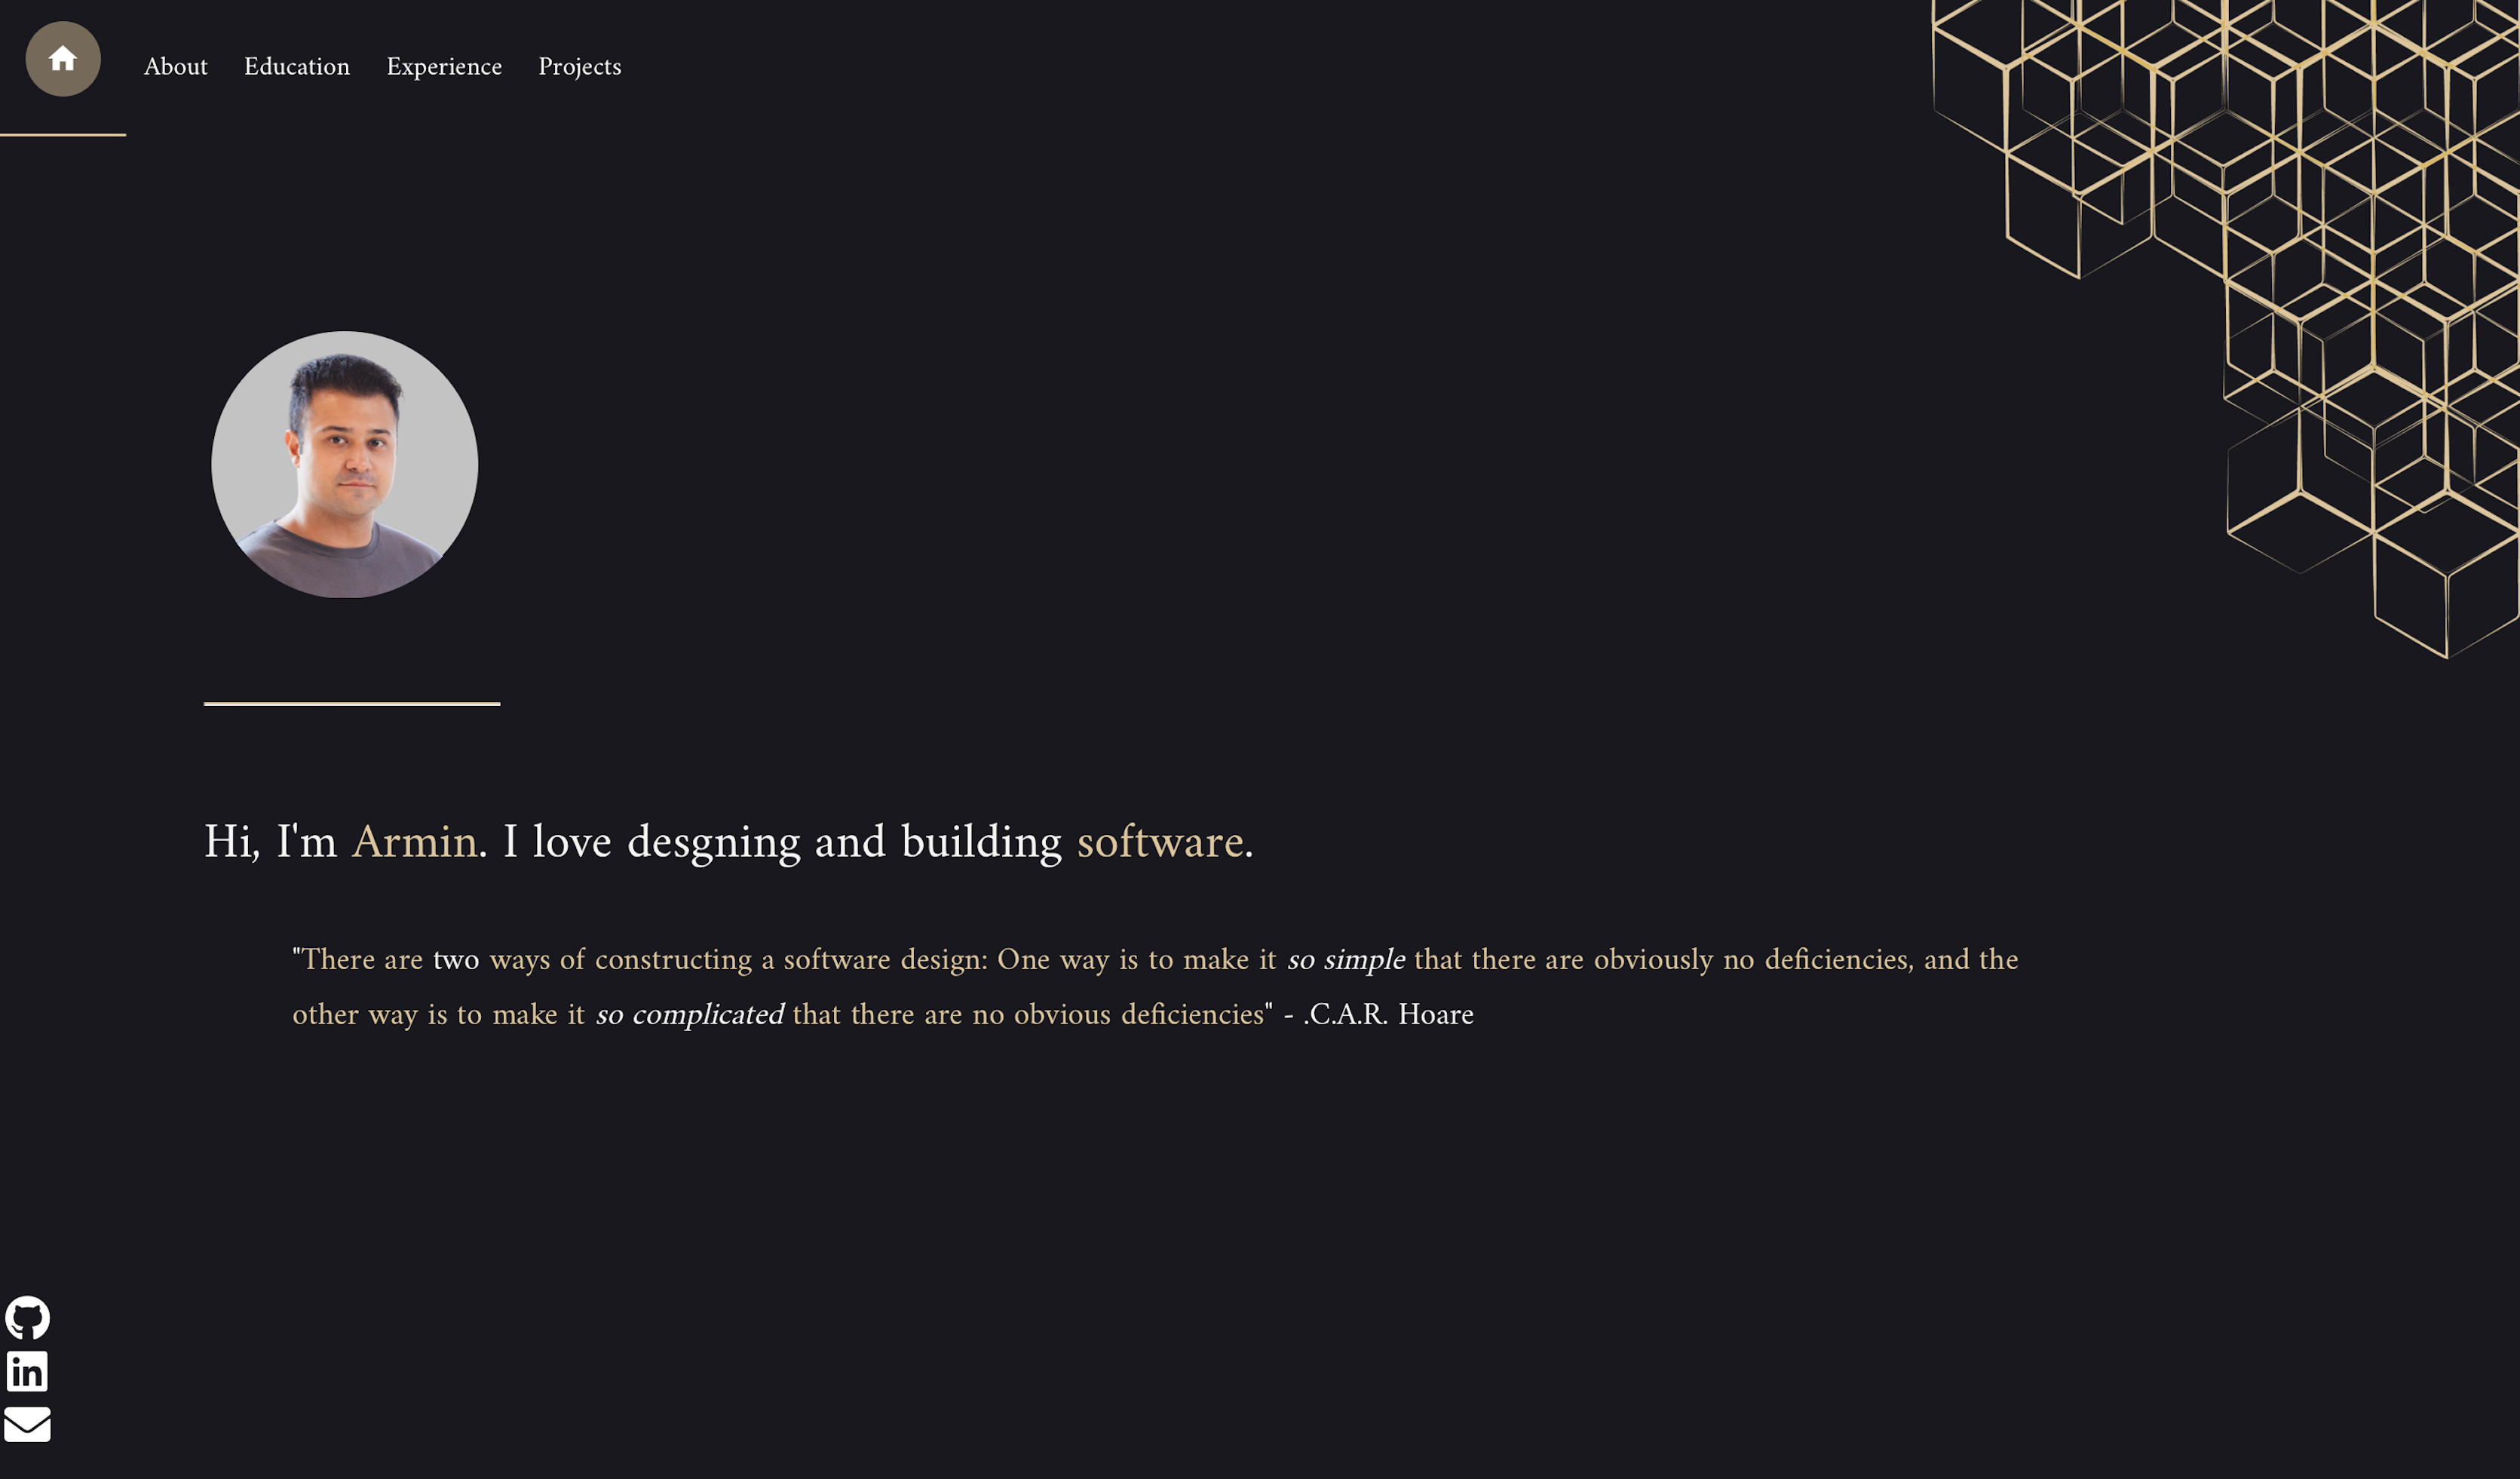 About Education Experience Projects
Hi, I'm Armin. I love desgning and building software.
"There are two ways of constructing a software design: One way is to make it so simple that there are obviously no deficiencies, and the
other way is to make it so complicated that there are no obvious deficiencies" - .C.A.R. Hoare
in